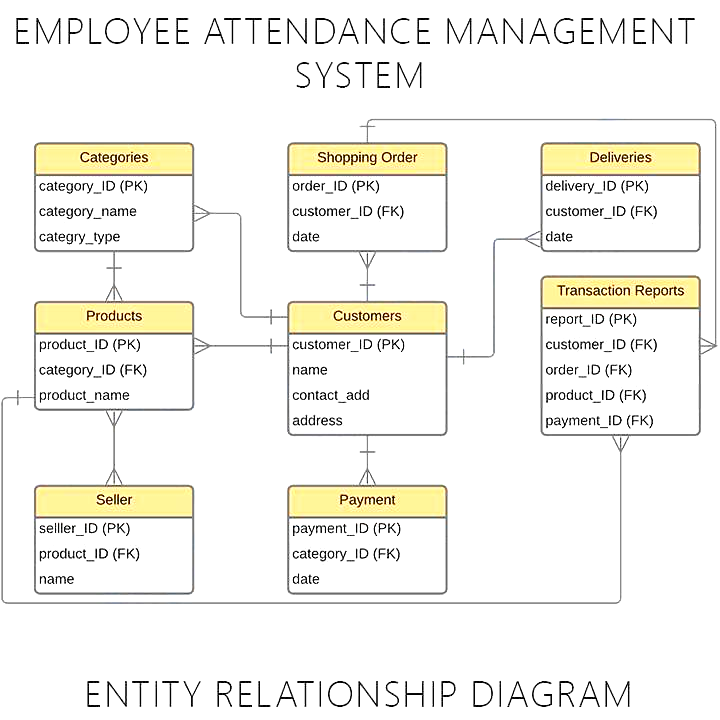 EMPLOYEE ATTENDANCE MANAGEMENT
SYSTEM
Categories
category_ID (PK)
category_name
categry_type
Shopping Order
order_ID (PK)
customer_ID (FK)
date
Deliveries
delivery_ID (PK)
customer_ID (FK)
date
Products
product_ID (PK)
category_ID (FK)
product_name
Customers
customer_ID (PK)
name
contact_add
address
Transaction Reports
report_ID (PK)
customer_ID (FK)
order_ID (FK)
product_ID (FK)
payment_ID (FK)
Seller
selller_ID (PK)
product_ID (FK)
name
Payment
payment_ID (PK)
category_ID (FK)
date
ENTITY RELATIONSHIP DIAGRAM